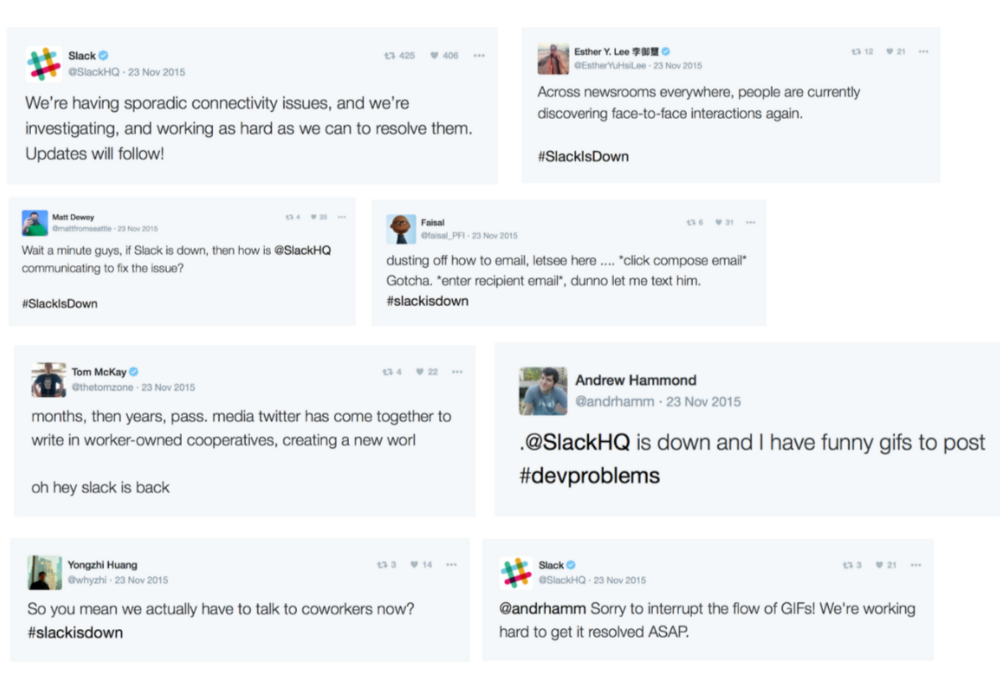 Slack
425 406
@SlackHQ · 23 Nov 2015
We're having sporadic connectivity issues, and we're
investigating, and working as hard as we can to resolve them.
Updates will follow!
Esther Y. Lee 李御璽
12 21
@EstherYuHsiLee · 23 Nov 2015
Across newsrooms everywhere, people are currently
discovering face-to-face interactions again.
#SlackIsDown
Matt Dewey
4 25
@mattfromseattle · 23 Nov 2015
Wait a minute guys, if Slack is down, then how is @SlackHQ
communicating to fix the issue?
#SlackIsDown
Faisal
6 31
@faisal_PFI · 23 Nov 2015
dusting off how to email, letsee here .... *click compose email*
Gotcha. *enter recipient email*, dunno let me text him.
#slackisdown
Tom McKay
4 22
@thetomzone · 23 Nov 2015
months, then years, pass. media twitter has come together to
write in worker-owned cooperatives, creating a new worl
oh hey slack is back
Andrew Hammond
@andrhamm · 23 Nov 2015
.@SlackHQ is down and I have funny gifs to post
#devproblems
Yongzhi Huang
3 14
@whyzhi · 23 Nov 2015
So you mean we actually have to talk to coworkers now?
#slackisdown
Slack
3 21
@SlackHQ · 23 Nov 2015
@andrhamm Sorry to interrupt the flow of GIFs! We're working
hard to get it resolved ASAP.